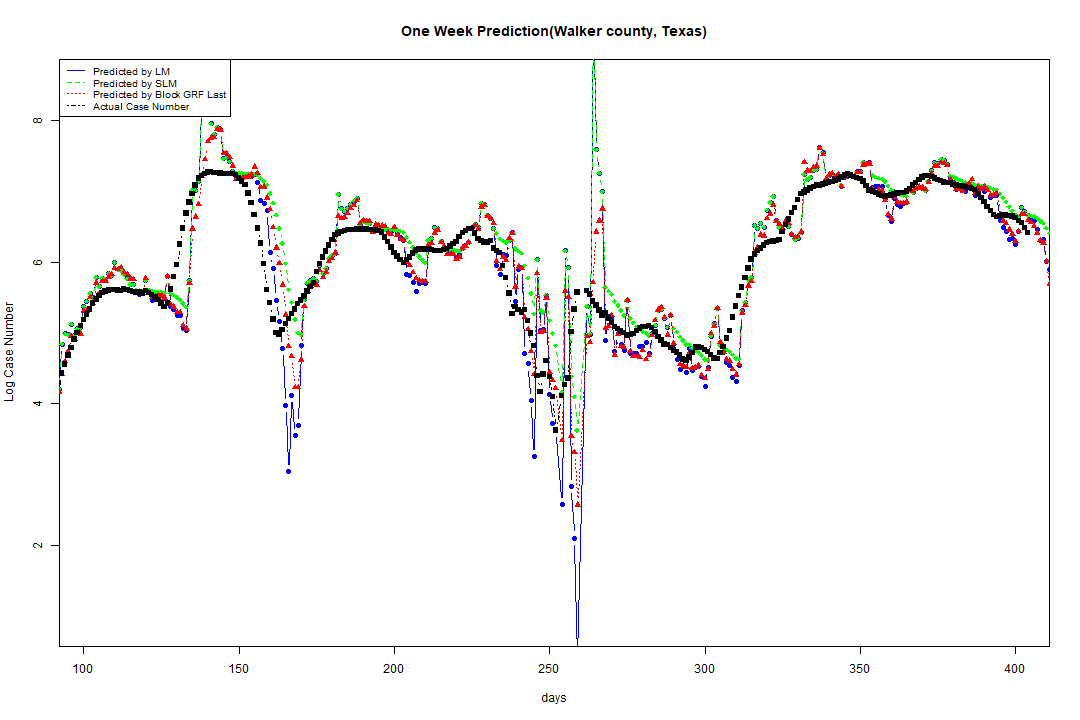 One Week Prediction(Walker county, Texas)
Predicted by LM
Predicted by SLM
Predicted by Block GRF Last
Actual Case Number
Log Case Number
8
6
4
2
100 150 200 250 300 350 400
days